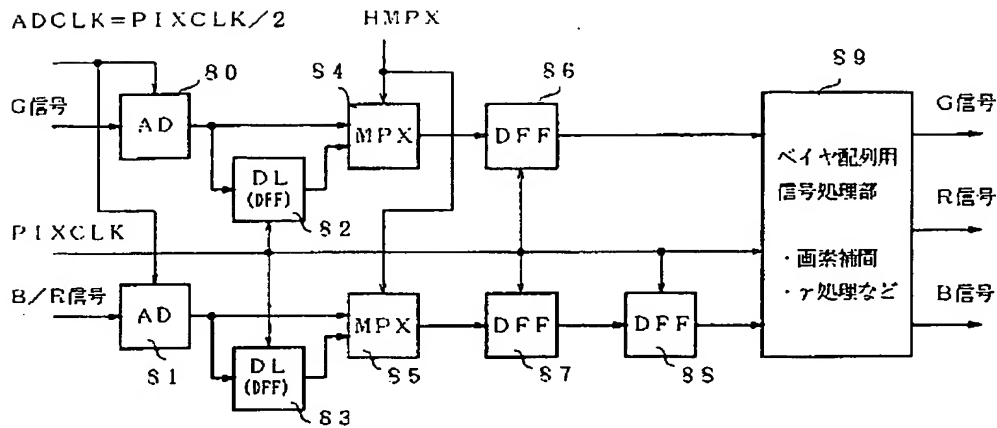 ADCLK=PIXCLK/2
HMPX
80
84
86
89
G信号
AD
MPX
DFF
G信号
DL
(DFF)
82
ベイヤ配列用
信号処理部
R信号
PIXCLK
・画素補間
・γ処理など
B/R信号
AD
MPX
DFF
DFF
B信号
81
DL
(DFF)
83
85
87
88